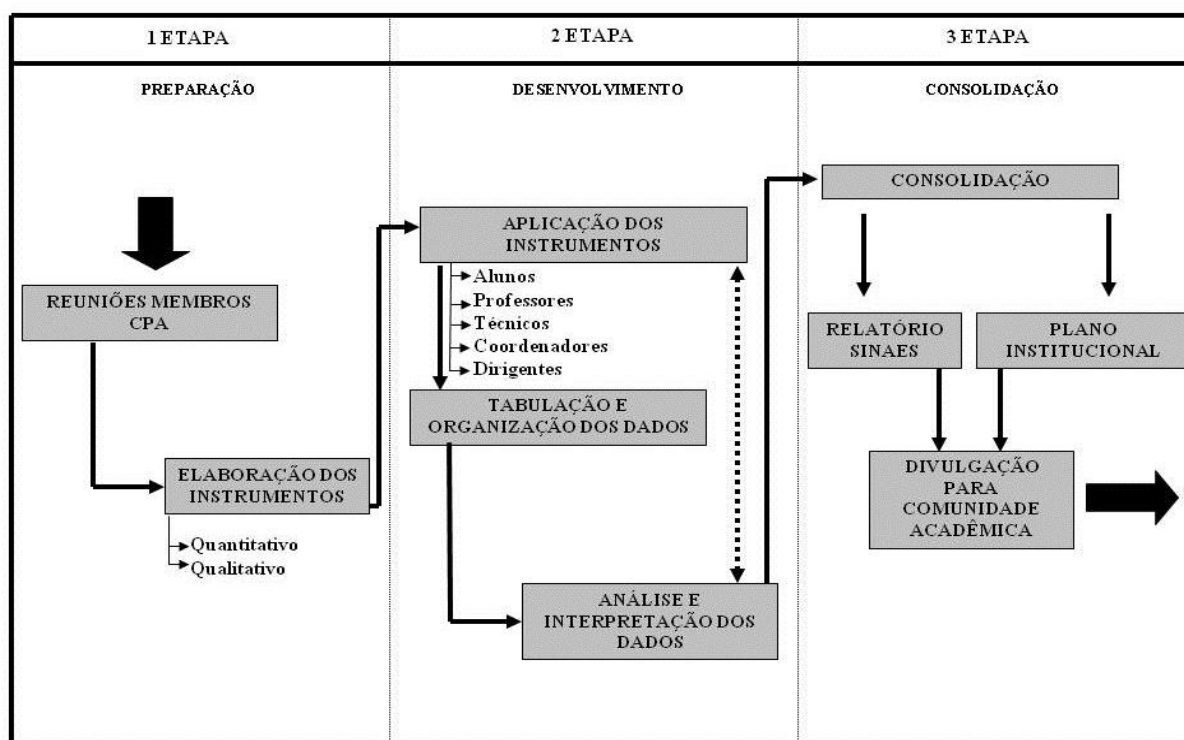 1 ETAPA
2 ETAPA
3 ETAPA
PREPARAÇÃO
DESENVOLVIMENTO
CONSOLIDAÇÃO
REUNIÕES MEMBROS
CPA
ELABORAÇÃO DOS
INSTRUMENTOS
Quantitativo
Qualitativo
APLICAÇÃO DOS
INSTRUMENTOS
Alunos
Professores
Técnicos
Coordenadores
Dirigentes
TABULAÇÃO E
ORGANIZAÇÃO DOS DADOS
ANÁLISE E
INTERPRETAÇÃO DOS
DADOS
CONSOLIDAÇÃO
RELATÓRIO
SINAES
PLANO
INSTITUCIONAL
DIVULGAÇÃO
PARA
COMUNIDADE
ACADÊMICA